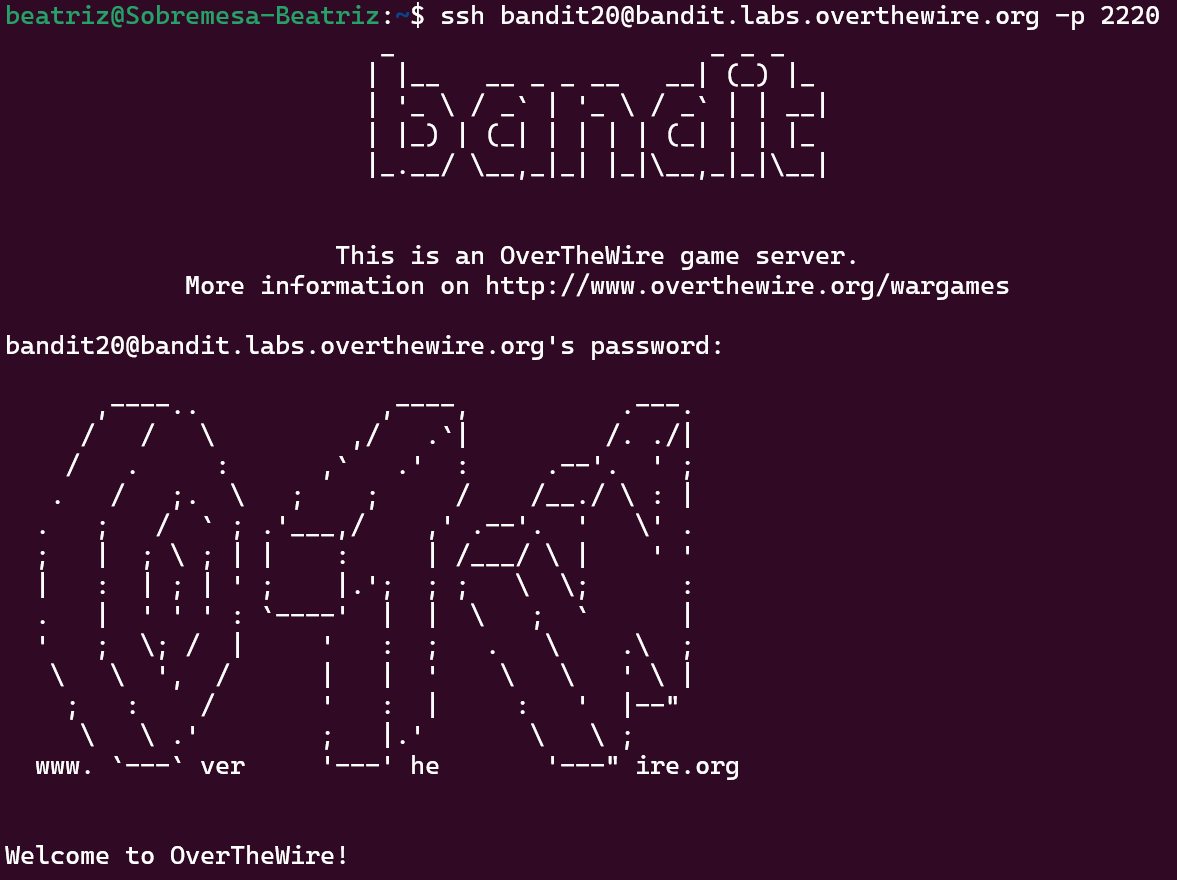 beatriz@Sobremesa-Beatriz:~$ ssh bandit20@bandit.labs.overthewire.org -p 2220
bandit
This is an OverTheWire game server.
More information on http://www.overthewire.org/wargames
bandit20@bandit.labs.overthewire.org's password:
www. ver he ire.org
Welcome to OverTheWire!